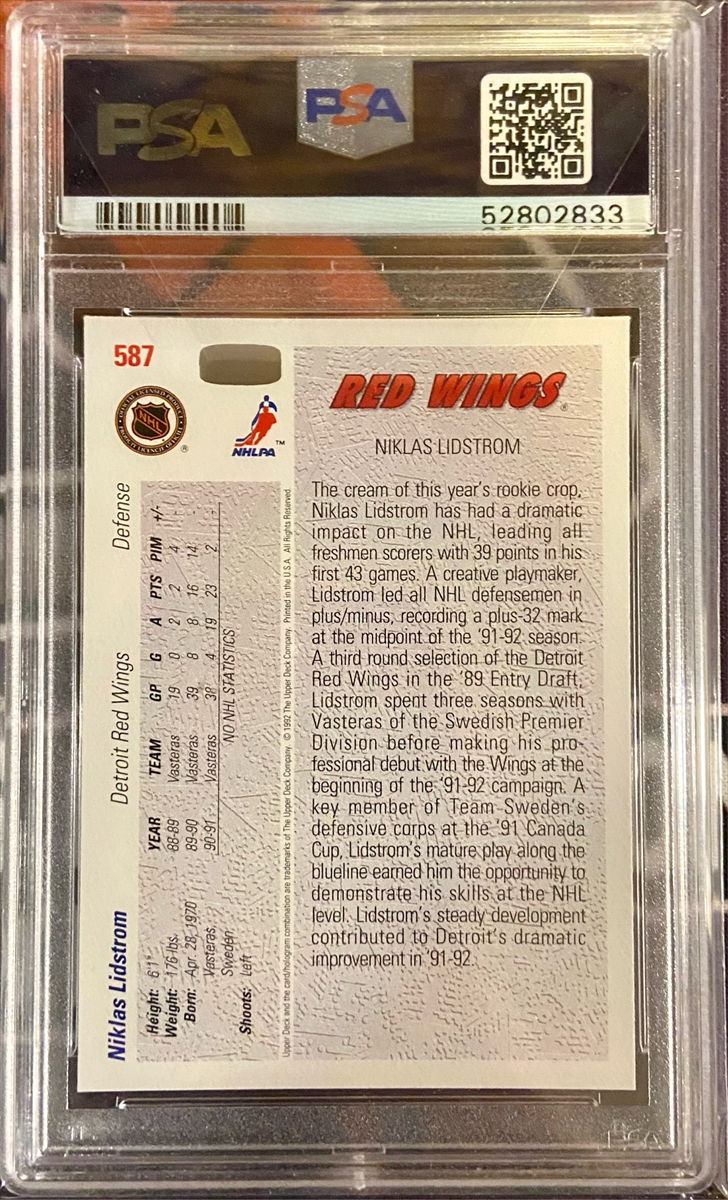 PSA
PSA
52802833
587
RED WINGS®
NHL
®
NHLPA
TM
NIKLAS LIDSTROM
The cream of this year's rookie crop,
Niklas Lidstrom has had a dramatic
impact on the NHL, leading all
freshmen scorers with 39 points in his
first 43 games. A creative playmaker,
Lidstrom led all NHL defensemen in
plus/minus, recording a plus-32 mark
at the midpoint of the '91-92 season.
A third round selection of the Detroit
Red Wings in the '89 Entry Draft,
Lidstrom spent three seasons with
Vasteras of the Swedish Premier
Division before making his pro-
fessional debut with the Wings at the
beginning of the '91-92 campaign. A
key member of Team Sweden's
defensive corps at the '91 Canada
Cup, Lidstrom's mature play along the
blueline earned him the opportunity to
demonstrate his skills at the NHL
level. Lidstrom's steady development
contributed to Detroit's dramatic
improvement in '91-92.
Niklas Lidstrom Detroit Red Wings Defense
Height: 6'1"
Weight: 176 lbs.
Born: Apr. 28, 1970
Vasteras,
Sweden
Shoots: Left
YEAR TEAM GP G A PTS PIM +/-
88-89 Vasteras 19 0 2 2 4 -
89-90 Vasteras 39 8 8 16 14 -
90-91 Vasteras 38 4 19 23 2 -
NO NHL STATISTICS
Upper Deck and the card/hologram combination are trademarks of The Upper Deck Company. © 1992 The Upper Deck Company. Printed in the U.S.A. All Rights Reserved.